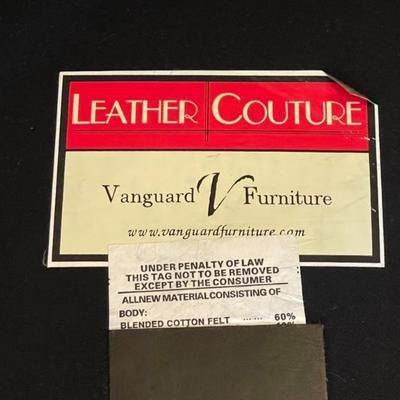 LEATHER COUTURE
Vanguard V Furniture
www.vanguardfurniture.com
UNDER PENALTY OF LAW
THIS TAG NOT TO BE REMOVED
EXCEPT BY THE CONSUMER
ALL NEW MATERIAL CONSISTING OF
BODY:
BLENDED COTTON FELT ... ... 60%